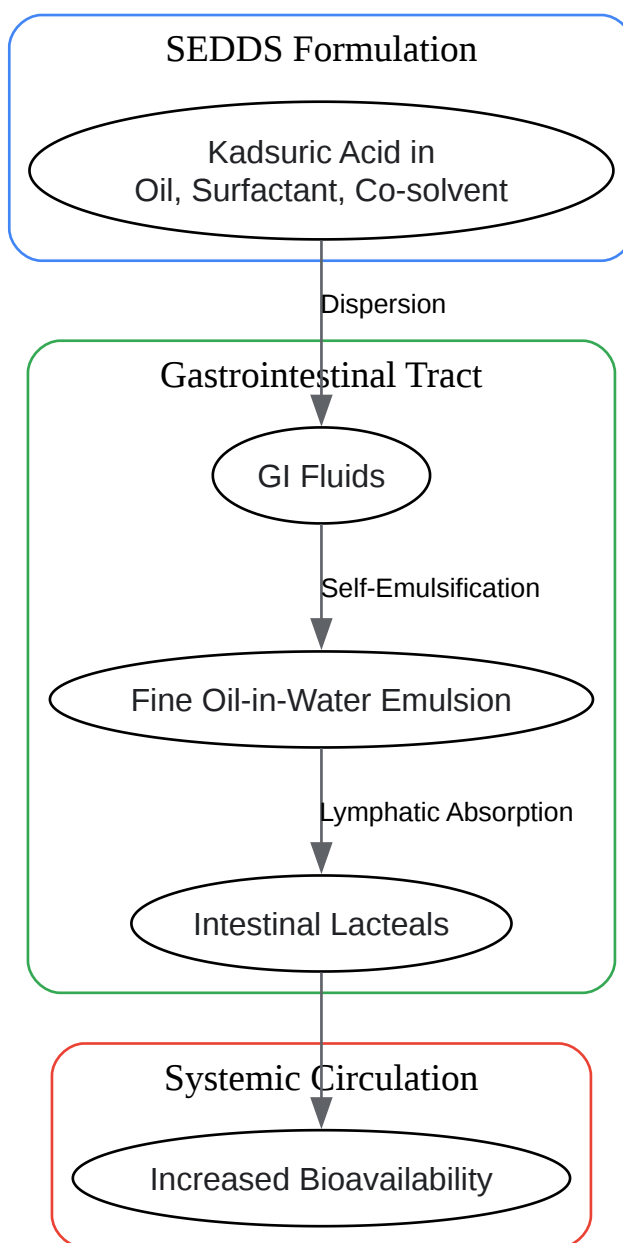 SEDDS Formulation
Kadsuric Acid in
Oil, Surfactant, Co-solvent
Dispersion
Gastrointestinal Tract
GI Fluids
Self-Emulsification
Fine Oil-in-Water Emulsion
Lymphatic Absorption
Intestinal Lacteals
Systemic Circulation
Increased Bioavailability